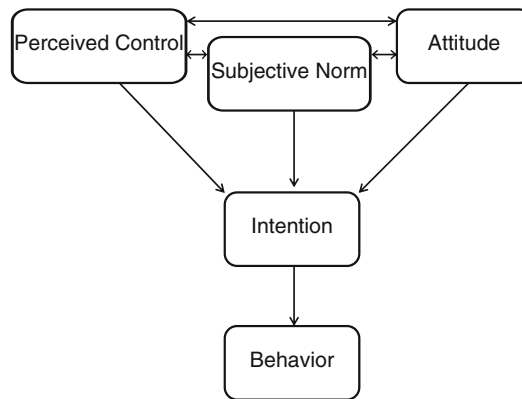 Perceived Control
Subjective Norm
Attitude
Intention
Behavior